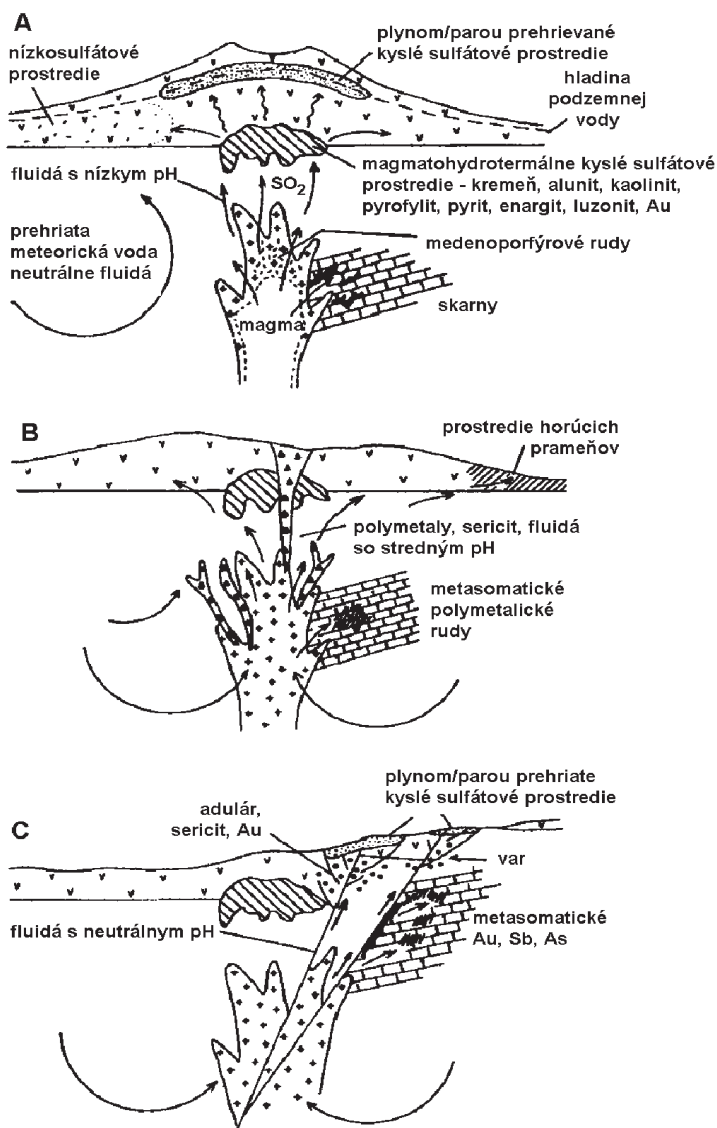 A
nízkosulfátové
prostredie
plynom/parou prehrievané
kyslé sulfátové prostredie
hladina
podzemnej
vody
fluidá s nízkym pH
SO2
magmatohydrotermálne kyslé sulfátové
prostredie - kremeň, alunit, kaolinit,
pyrofylit, pyrit, enargit, luzonit, Au
prehriata
meteorická voda
neutrálne fluidá
medenoporfýrové rudy
magma
skarny
B
prostredie horúcich
prameňov
polymetaly, sericit, fluidá
so stredným pH
metasomatické
polymetalické
rudy
C
adulár,
sericit, Au
plynom/parou prehriate
kyslé sulfátové prostredie
var
fluidá s neutrálnym pH
metasomatické
Au, Sb, As